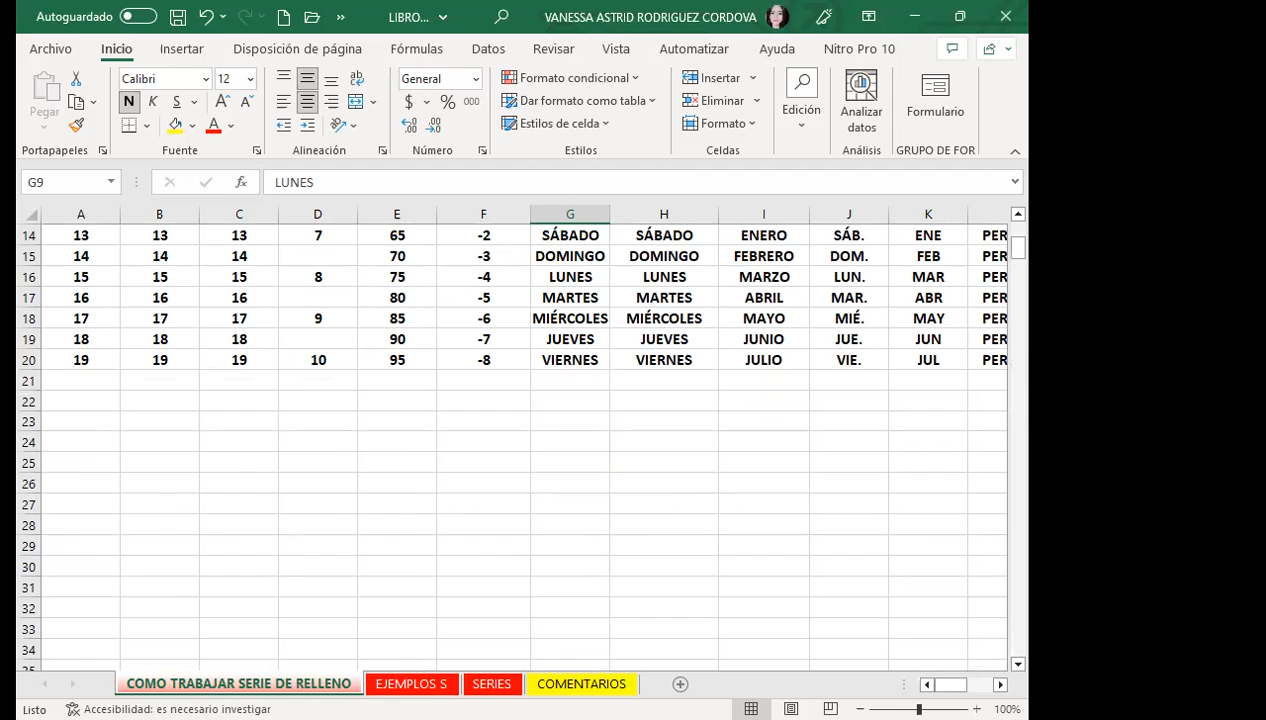 Autoguardado LIBRO... VANESSA ASTRID RODRIGUEZ CORDOVA
Archivo Inicio Insertar Disposición de página Fórmulas Datos Revisar Vista Automatizar Ayuda Nitro Pro 10
Pegar
Portapapeles
Calibri 12
N K S A A
A
Fuente
ab
Alineación
General
$ % 000
Número
Formato condicional
Dar formato como tabla
Estilos de celda
Estilos
Insertar
Eliminar
Formato
Celdas
Edición
Analizar datos
Análisis
Formulario
GRUPO DE FOR
G9 fx LUNES
A B C D E F G H I J K
14 13 13 13 7 65 -2 SÁBADO SÁBADO ENERO SÁB. ENE PER
15 14 14 14 70 -3 DOMINGO DOMINGO FEBRERO DOM. FEB PER
16 15 15 15 8 75 -4 LUNES LUNES MARZO LUN. MAR PER
17 16 16 16 80 -5 MARTES MARTES ABRIL MAR. ABR PER
18 17 17 17 9 85 -6 MIÉRCOLES MIÉRCOLES MAYO MIÉ. MAY PER
19 18 18 18 90 -7 JUEVES JUEVES JUNIO JUE. JUN PER
20 19 19 19 10 95 -8 VIERNES VIERNES JULIO VIE. JUL PER
21
22
23
24
25
26
27
28
29
30
31
32
33
34
COMO TRABAJAR SERIE DE RELLENO EJEMPLOS S SERIES COMENTARIOS
Listo Accesibilidad: es necesario investigar 100%